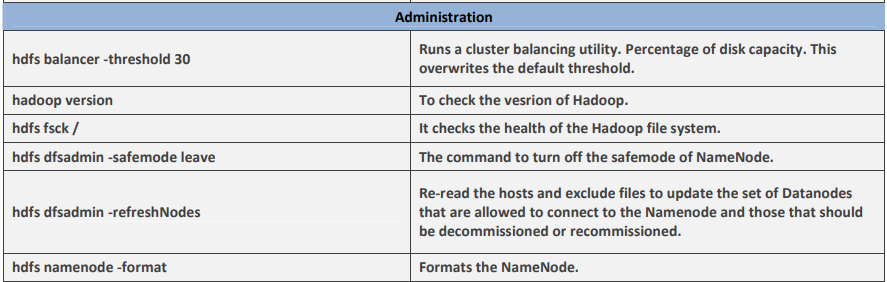 Administration
hdfs balancer -threshold 30
Runs a cluster balancing utility. Percentage of disk capacity. This
overwrites the default threshold.
hadoop version
To check the vesrion of Hadoop.
hdfs fsck /
It checks the health of the Hadoop file system.
hdfs dfsadmin -safemode leave
The command to turn off the safemode of NameNode.
hdfs dfsadmin -refreshNodes
Re-read the hosts and exclude files to update the set of Datanodes
that are allowed to connect to the Namenode and those that should
be decommissioned or recommissioned.
hdfs namenode -format
Formats the NameNode.